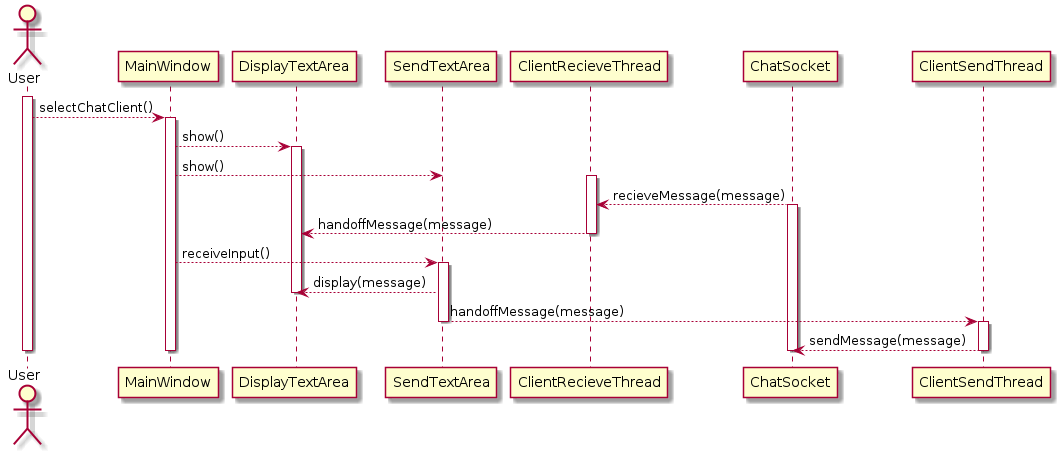 User
MainWindow
DisplayTextArea
SendTextArea
ClientRecieveThread
ChatSocket
ClientSendThread
selectChatClient()
show()
show()
recieveMessage(message)
handoffMessage(message)
receiveInput()
display(message)
handoffMessage(message)
sendMessage(message)
User
MainWindow
DisplayTextArea
SendTextArea
ClientRecieveThread
ChatSocket
ClientSendThread